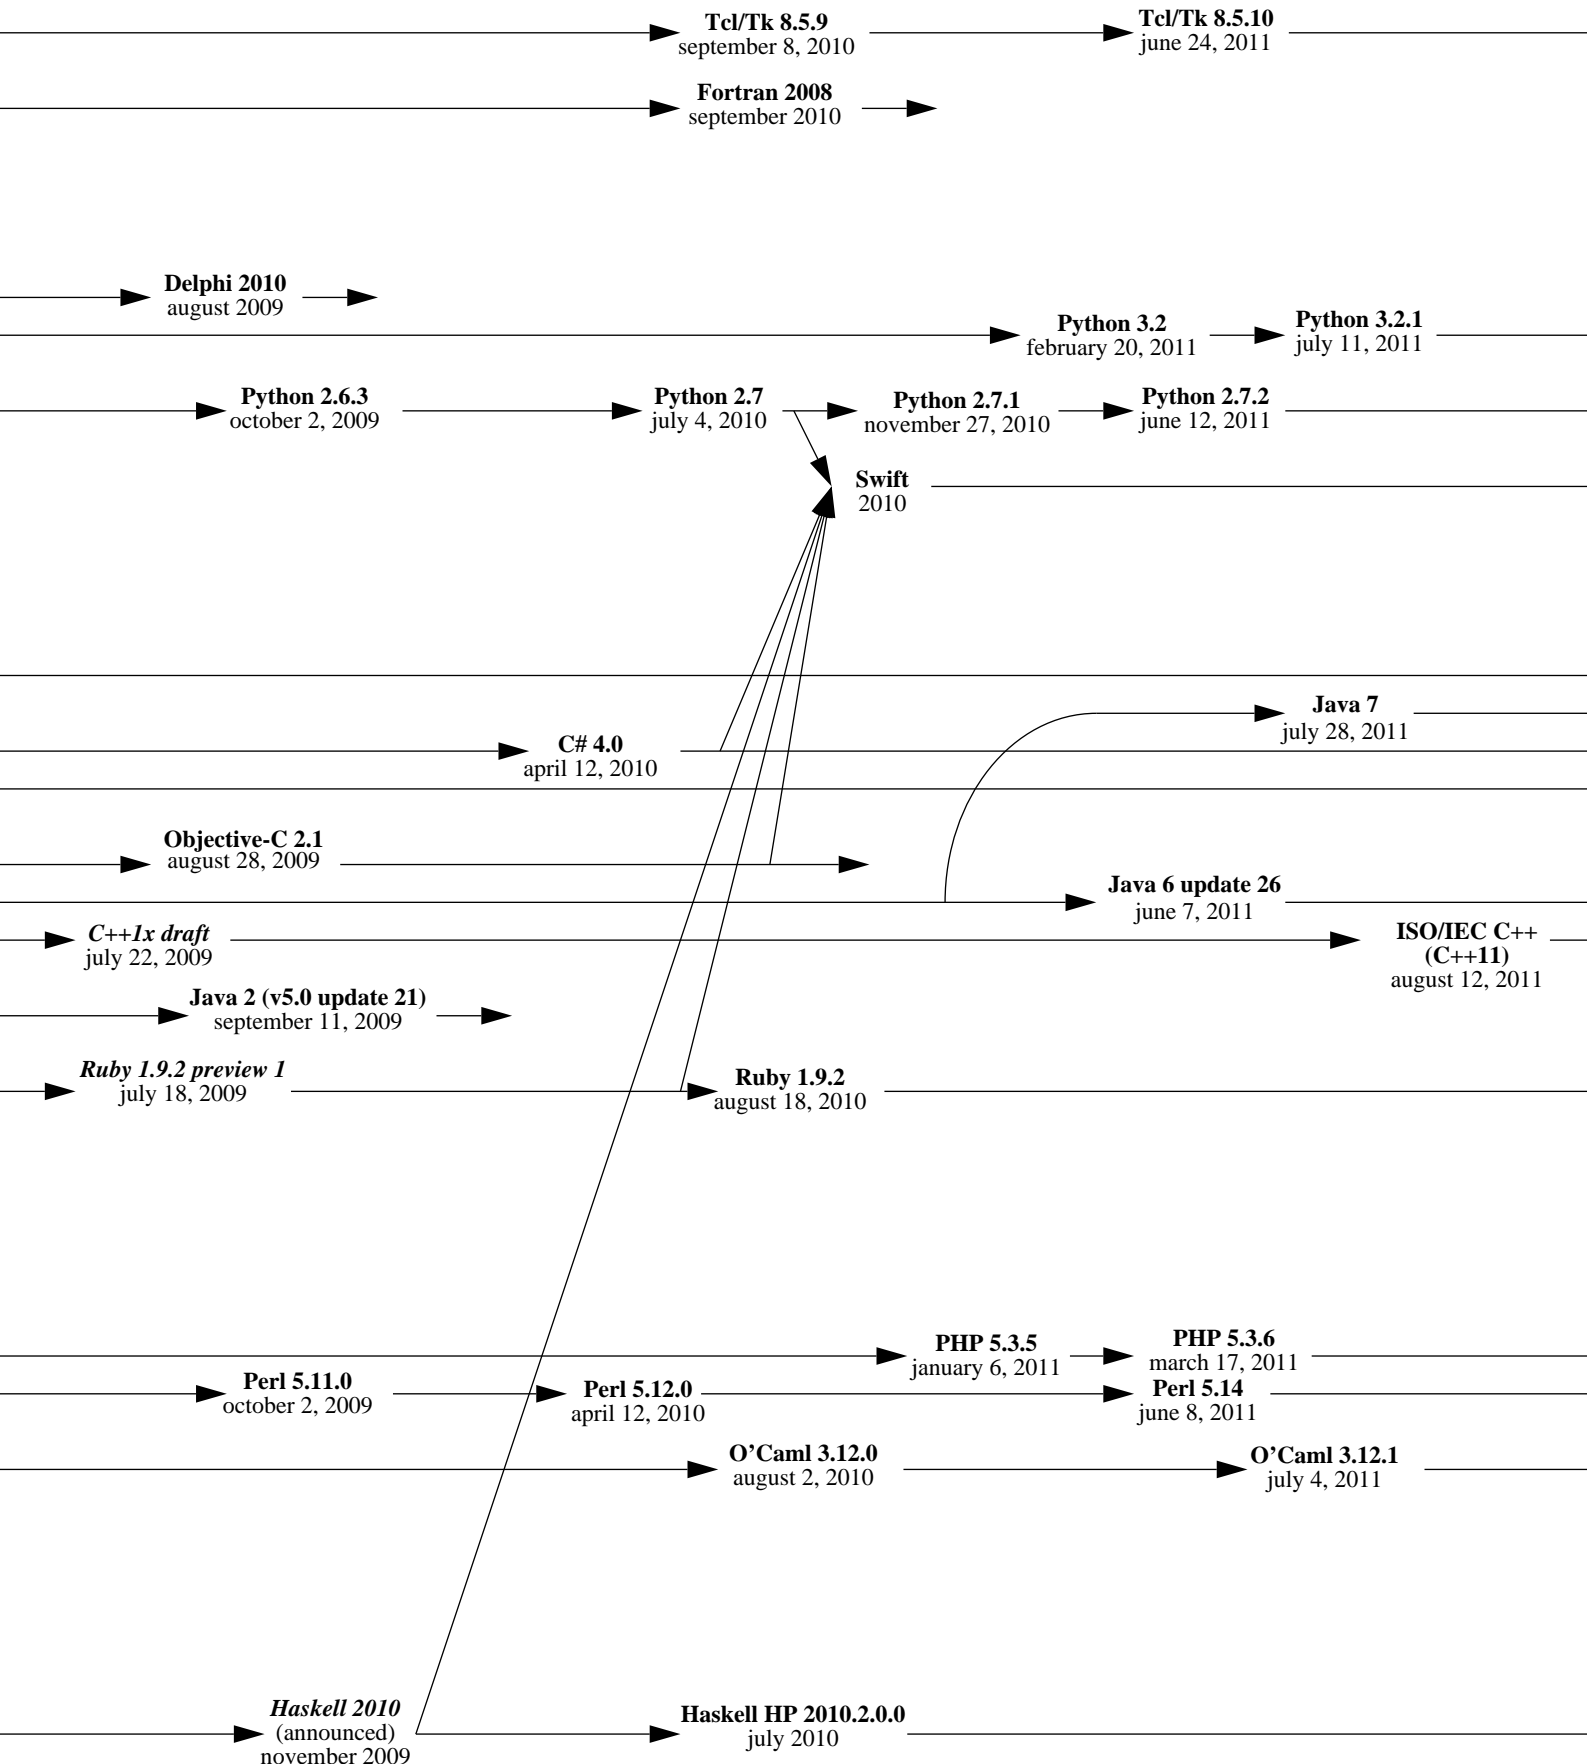 Tcl/Tk 8.5.9
september 8, 2010
Tcl/Tk 8.5.10
june 24, 2011
Fortran 2008
september 2010
Delphi 2010
august 2009
Python 3.2
february 20, 2011
Python 3.2.1
july 11, 2011
Python 2.6.3
october 2, 2009
Python 2.7
july 4, 2010
Python 2.7.1
november 27, 2010
Python 2.7.2
june 12, 2011
Swift
2010
Java 7
july 28, 2011
C# 4.0
april 12, 2010
Objective-C 2.1
august 28, 2009
Java 6 update 26
june 7, 2011
C++1x draft
july 22, 2009
ISO/IEC C++
(C++11)
august 12, 2011
Java 2 (v5.0 update 21)
september 11, 2009
Ruby 1.9.2 preview 1
july 18, 2009
Ruby 1.9.2
august 18, 2010
PHP 5.3.5
january 6, 2011
PHP 5.3.6
march 17, 2011
Perl 5.11.0
october 2, 2009
Perl 5.12.0
april 12, 2010
Perl 5.14
june 8, 2011
O’Caml 3.12.0
august 2, 2010
O’Caml 3.12.1
july 4, 2011
Haskell 2010
(announced)
november 2009
Haskell HP 2010.2.0.0
july 2010